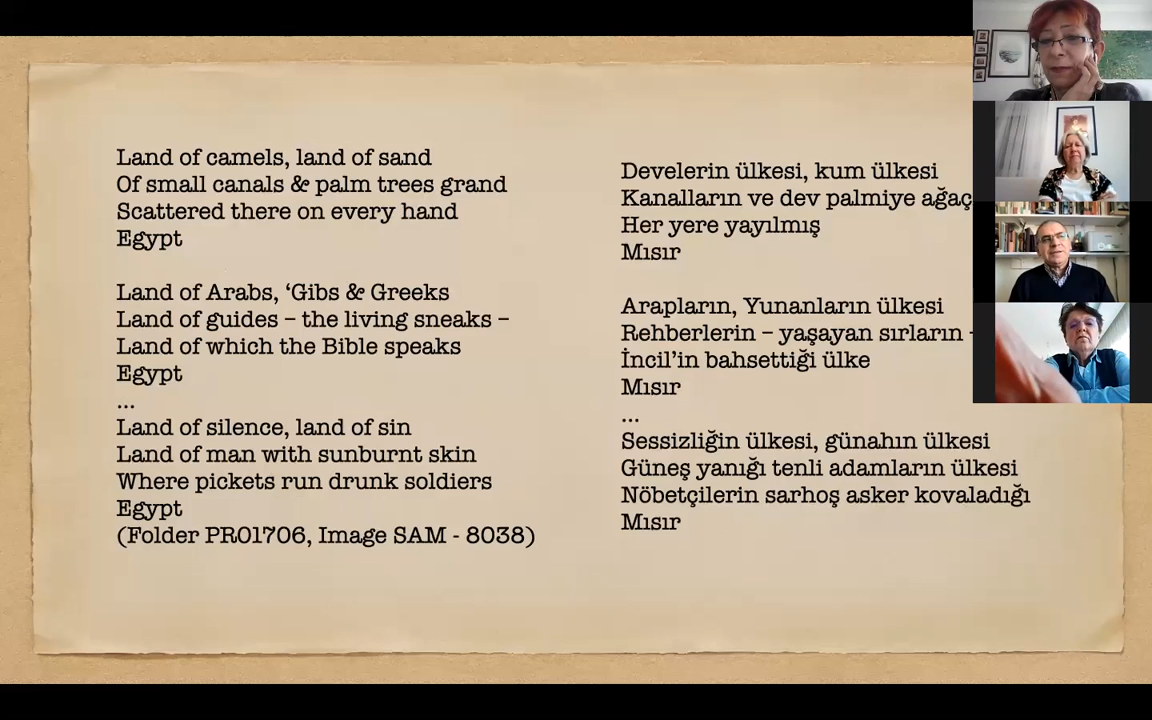 Land of camels, land of sand
Of small canals & palm trees grand
Scattered there on every hand
Egypt
Land of Arabs, ‘Gibs & Greeks
Land of guides – the living sneaks –
Land of which the Bible speaks
Egypt
...
Land of silence, land of sin
Land of man with sunburnt skin
Where pickets run drunk soldiers
Egypt
(Folder PR01706, Image SAM - 8038)
Develerin ülkesi, kum ülkesi
Kanalların ve dev palmiye
Her yere yayılmış
Mısır
Arapların, Yunanların ülkesi
Rehberlerin – yaşayan sırların -
İncil’in bahsettiği ülke
Mısır
...
Sessizliğin ülkesi, günahın ülkesi
Güneş yanığı tenli adamların ülkesi
Nöbetçilerin sarhoş asker kovaladığı
Mısır